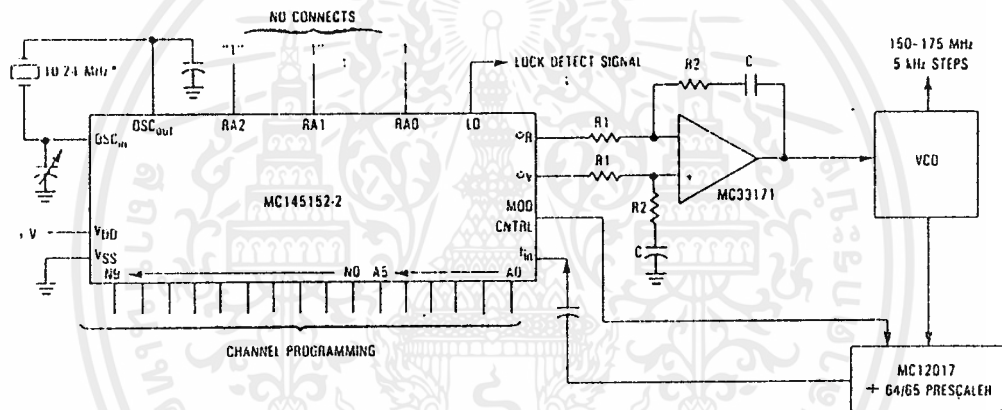 NO CONNECTS
"1" 1" 1
10 24 MHz*
LOCK DETECT SIGNAL
150-175 MHz
5 kHz STEPS
R2 C
OSCout RA2 RA1 RA0 LD
OSCin
R1
φR
R1
φV
MC33171
VCO
MC145152-2
MOD
CNTRL
R2
C
+ V
VDD
VSS
fin
N9 N0 A5 A0
CHANNEL PROGRAMMING
MC12017
÷ 64/65 PRESCALER